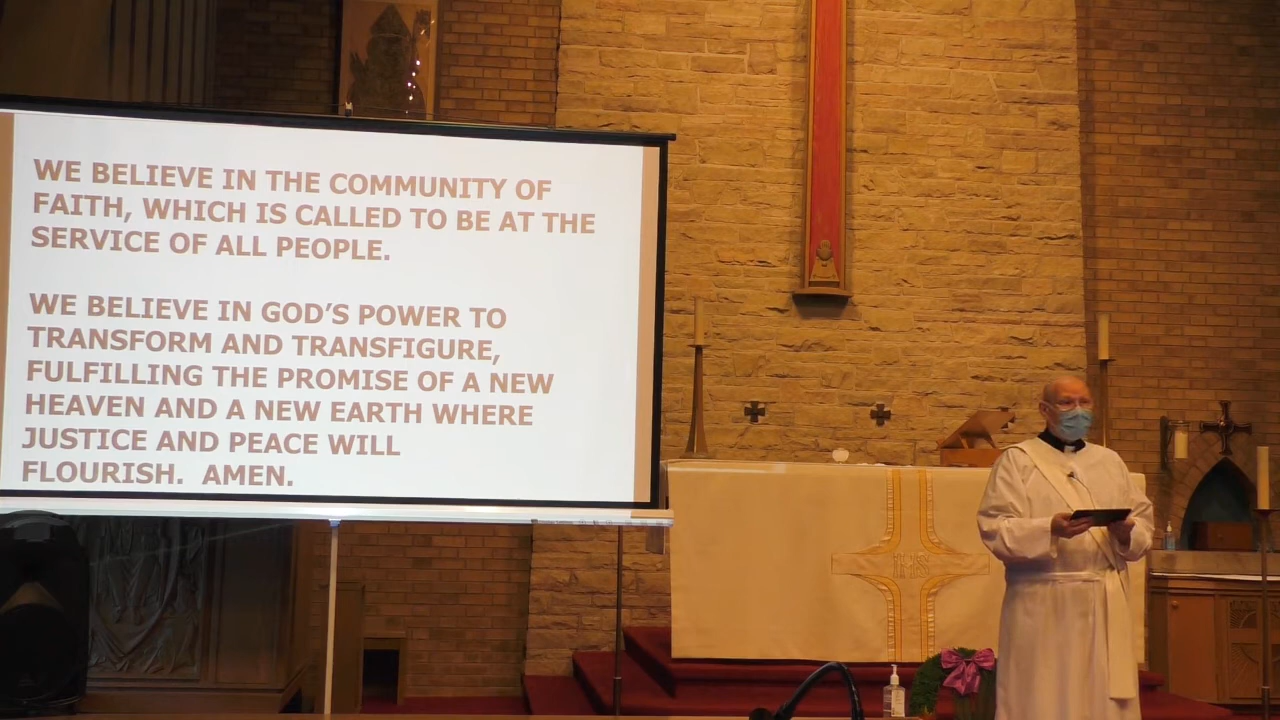 WE BELIEVE IN THE COMMUNITY OF
FAITH, WHICH IS CALLED TO BE AT THE
SERVICE OF ALL PEOPLE.
WE BELIEVE IN GOD'S POWER TO
TRANSFORM AND TRANSFIGURE,
FULFILLING THE PROMISE OF A NEW
HEAVEN AND A NEW EARTH WHERE
JUSTICE AND PEACE WILL
FLOURISH.  AMEN.
IHS